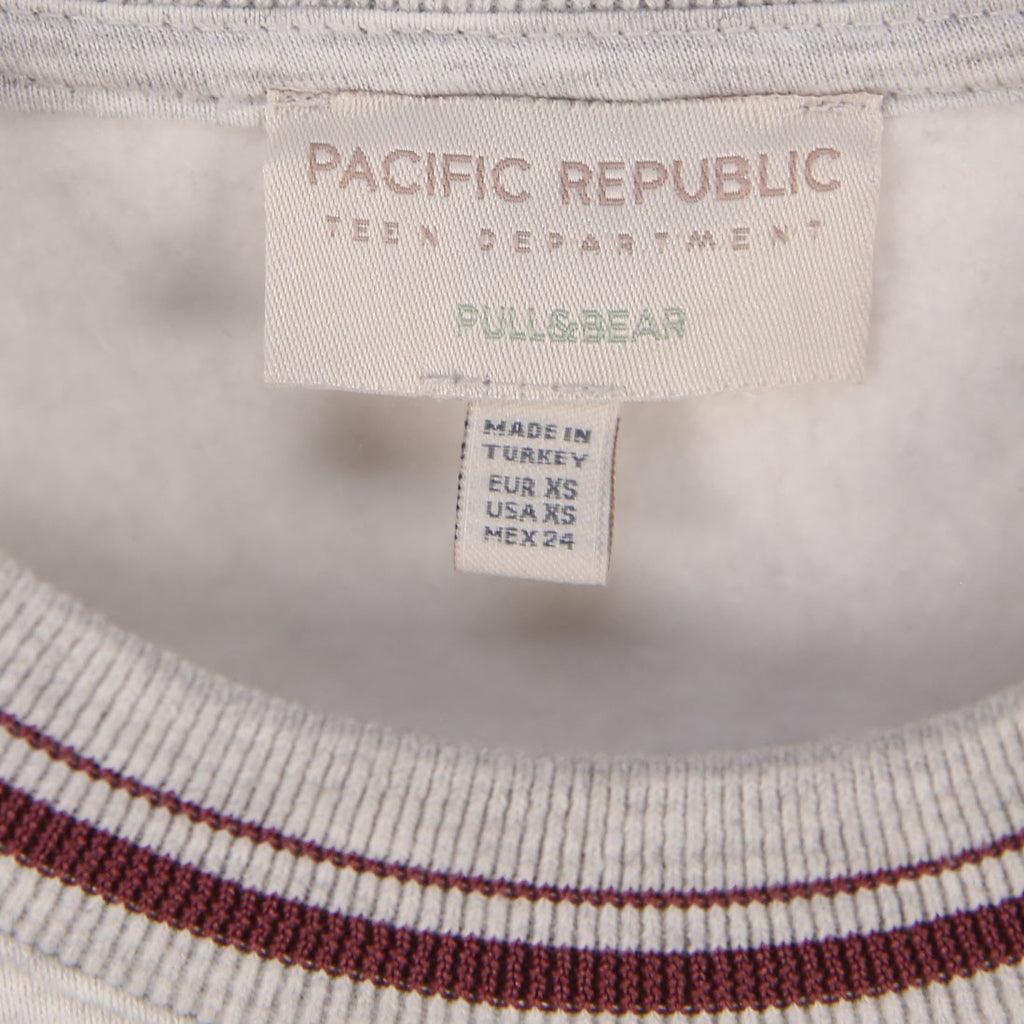 PACIFIC REPUBLIC
TEEN DEPARTMENT
PULL&BEAR
MADE IN
TURKEY
EUR XS
USA XS
MEX 24